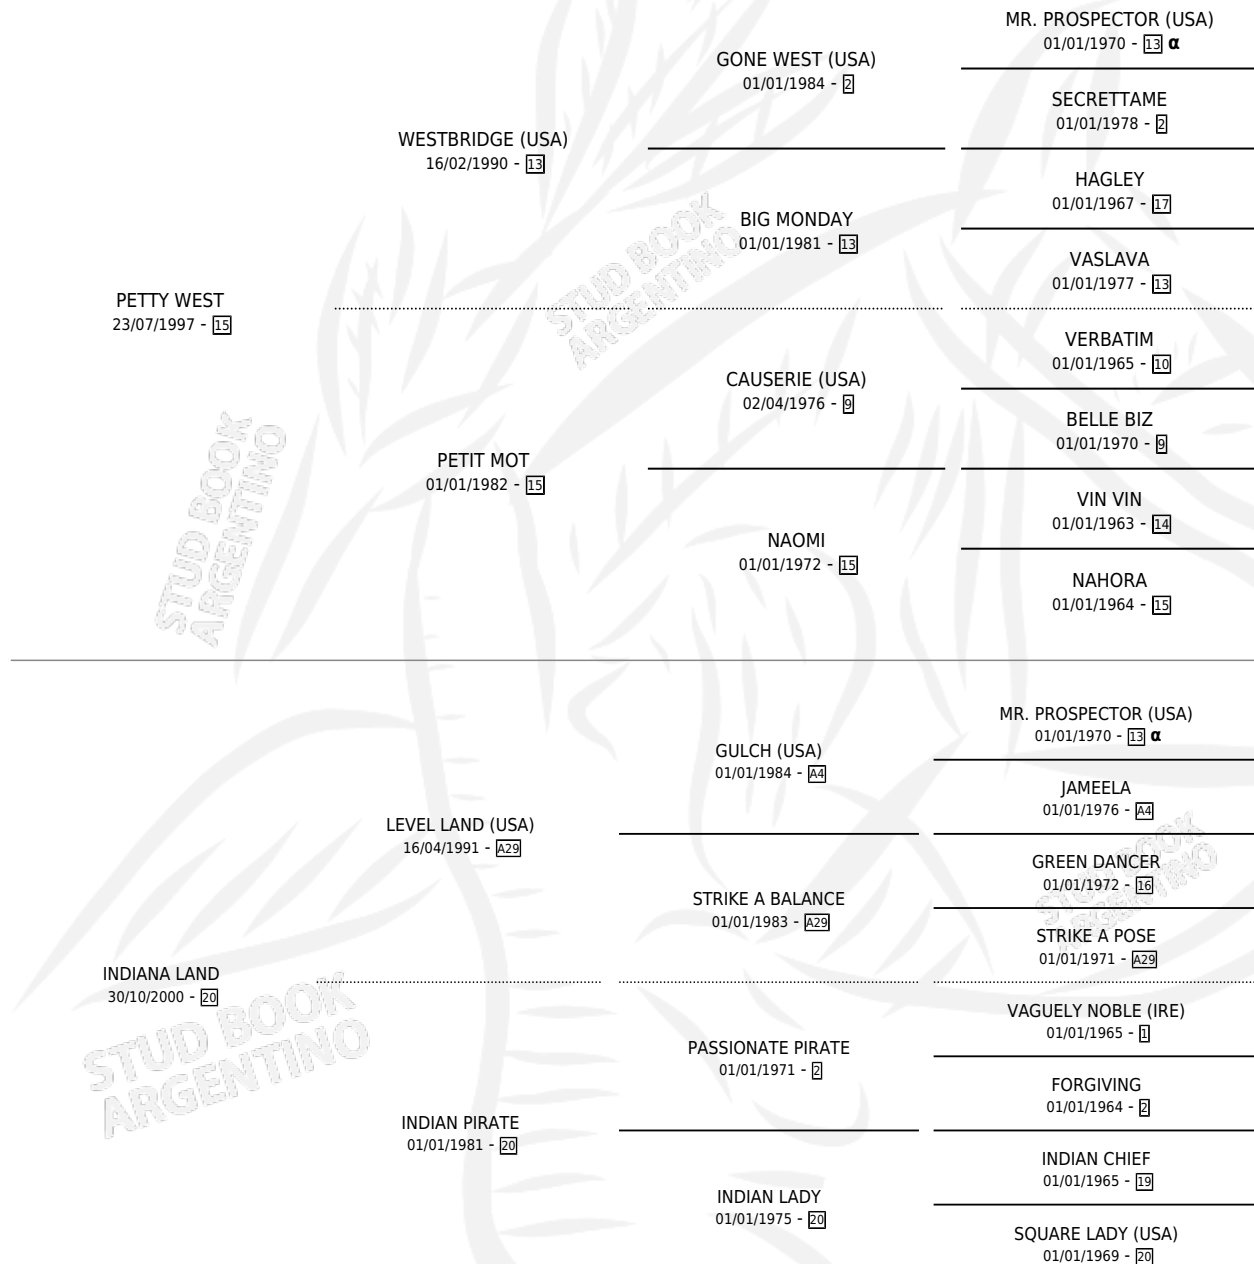 MR. PROSPECTOR (USA)
01/01/1970 - 13 α
GONE WEST (USA)
01/01/1984 - 2
SECRETTAME
01/01/1978 - 2
WESTBRIDGE (USA)
16/02/1990 - 13
HAGLEY
01/01/1967 - 17
BIG MONDAY
01/01/1981 - 13
VASLAVA
01/01/1977 - 13
PETTY WEST
23/07/1997 - 15
STUD BOOK
ARGENTINO
VERBATIM
01/01/1965 - 10
CAUSERIE (USA)
02/04/1976 - 9
BELLE BIZ
01/01/1970 - 9
PETIT MOT
01/01/1982 - 15
VIN VIN
01/01/1963 - 14
NAOMI
01/01/1972 - 15
NAHORA
01/01/1964 - 15
STUD BOOK
ARGENTINO
MR. PROSPECTOR (USA)
01/01/1970 - 13 α
GULCH (USA)
01/01/1984 - A4
JAMEELA
01/01/1976 - A4
LEVEL LAND (USA)
16/04/1991 - A29
GREEN DANCER
01/01/1972 - 16
STUD BOOK
ARGENTINO
STRIKE A BALANCE
01/01/1983 - A29
STRIKE A POSE
01/01/1971 - A29
INDIANA LAND
30/10/2000 - 20
STUD BOOK
ARGENTINO
VAGUELY NOBLE (IRE)
01/01/1965 - 1
PASSIONATE PIRATE
01/01/1971 - 2
FORGIVING
01/01/1964 - 2
INDIAN PIRATE
01/01/1981 - 20
INDIAN CHIEF
01/01/1965 - 19
INDIAN LADY
01/01/1975 - 20
SQUARE LADY (USA)
01/01/1969 - 20